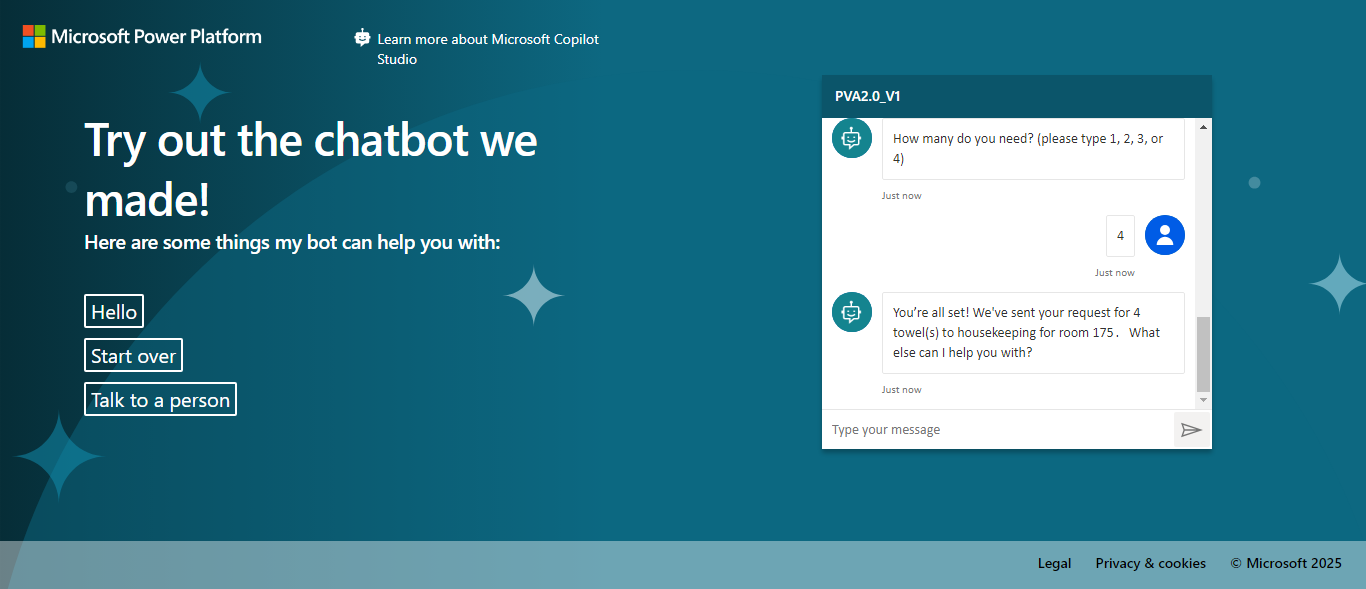 Microsoft Power Platform
Learn more about Microsoft Copilot
Studio
Try out the chatbot we
made!
Here are some things my bot can help you with:
Hello
Start over
Talk to a person
PVA2.0_V1
How many do you need? (please type 1, 2, 3, or
4)
Just now
4
Just now
You’re all set! We've sent your request for 4
towel(s) to housekeeping for room 175. What
else can I help you with?
Just now
Type your message
Legal
Privacy & cookies
© Microsoft 2025